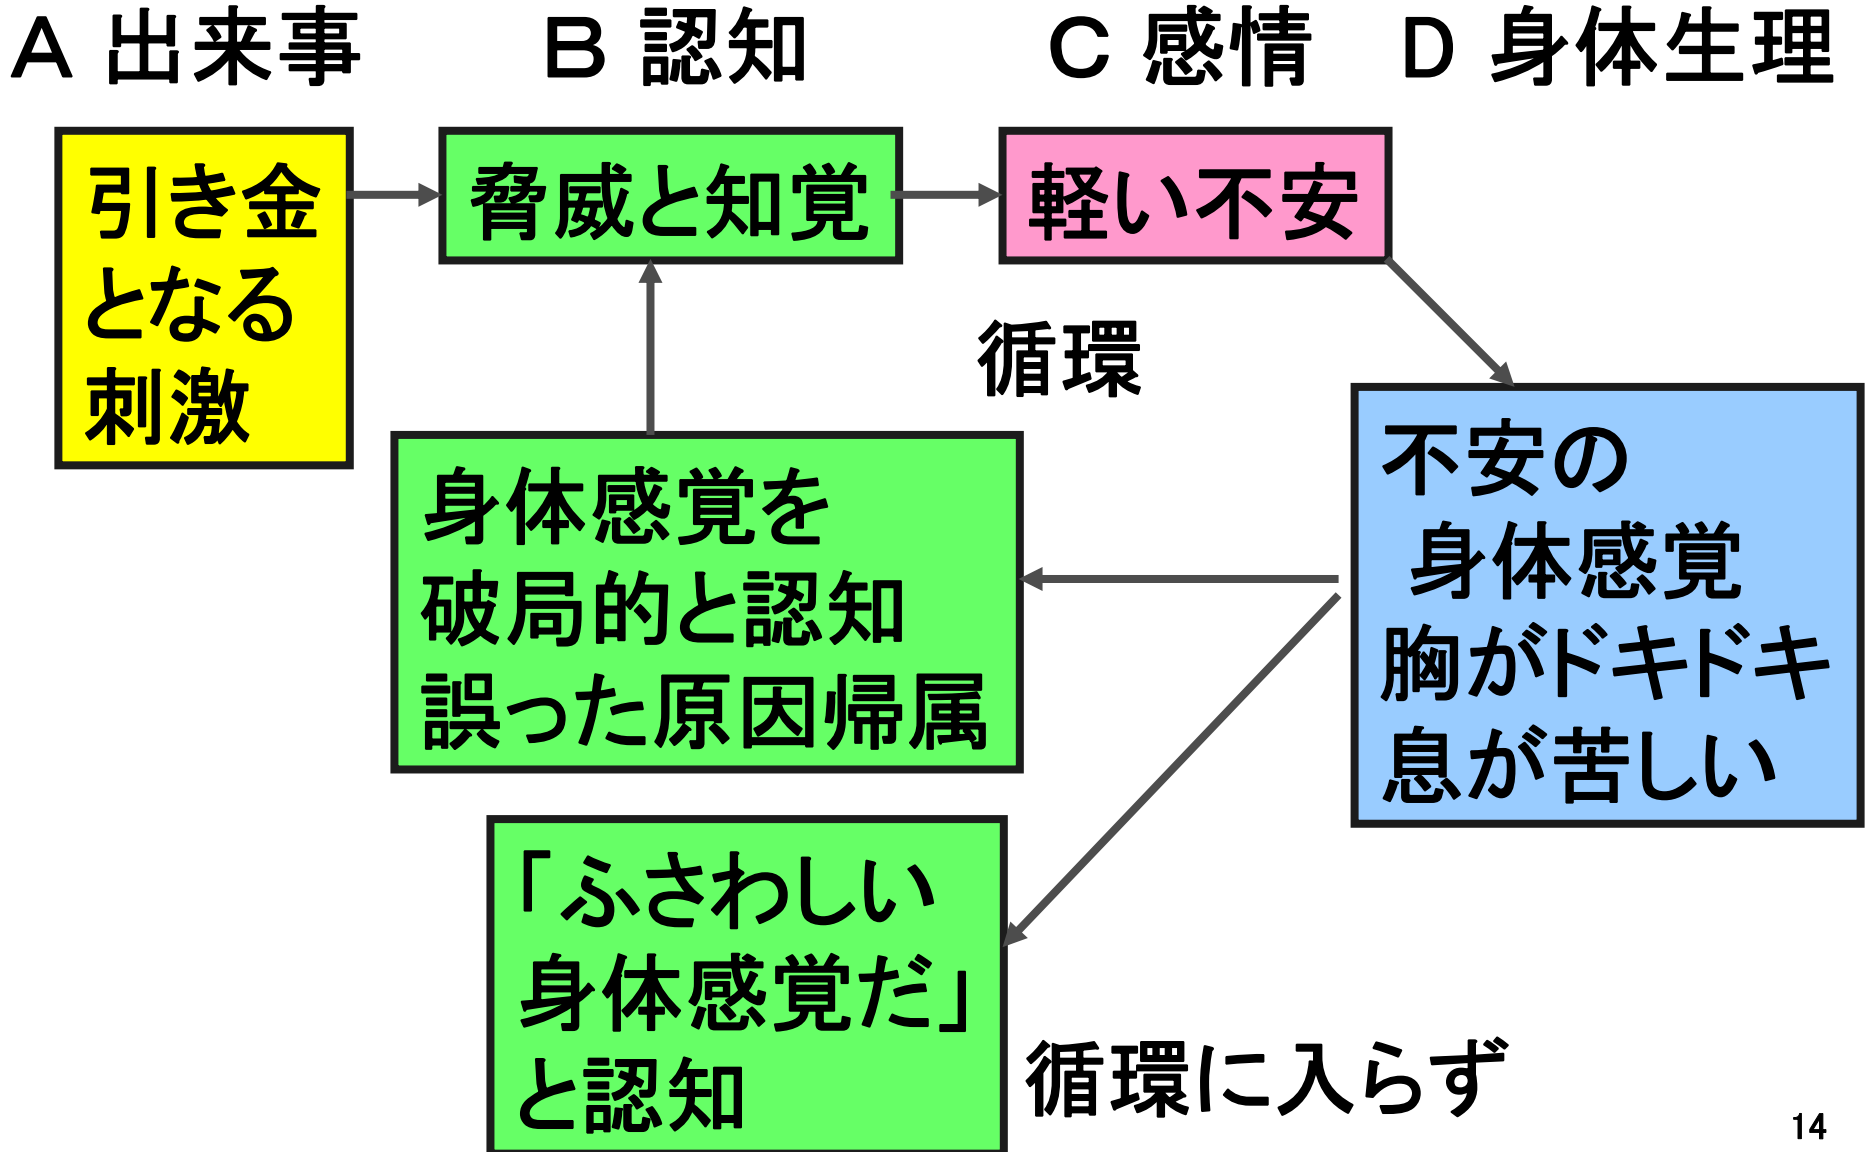 A 出来事 B 認知 C 感情 D 身体生理
引き金
となる
刺激
脅威と知覚
軽い不安
循環
不安の
身体感覚
胸がドキドキ
息が苦しい
身体感覚を
破局的と認知
誤った原因帰属
「ふさわしい
身体感覚だ」
と認知
循環に入らず
14